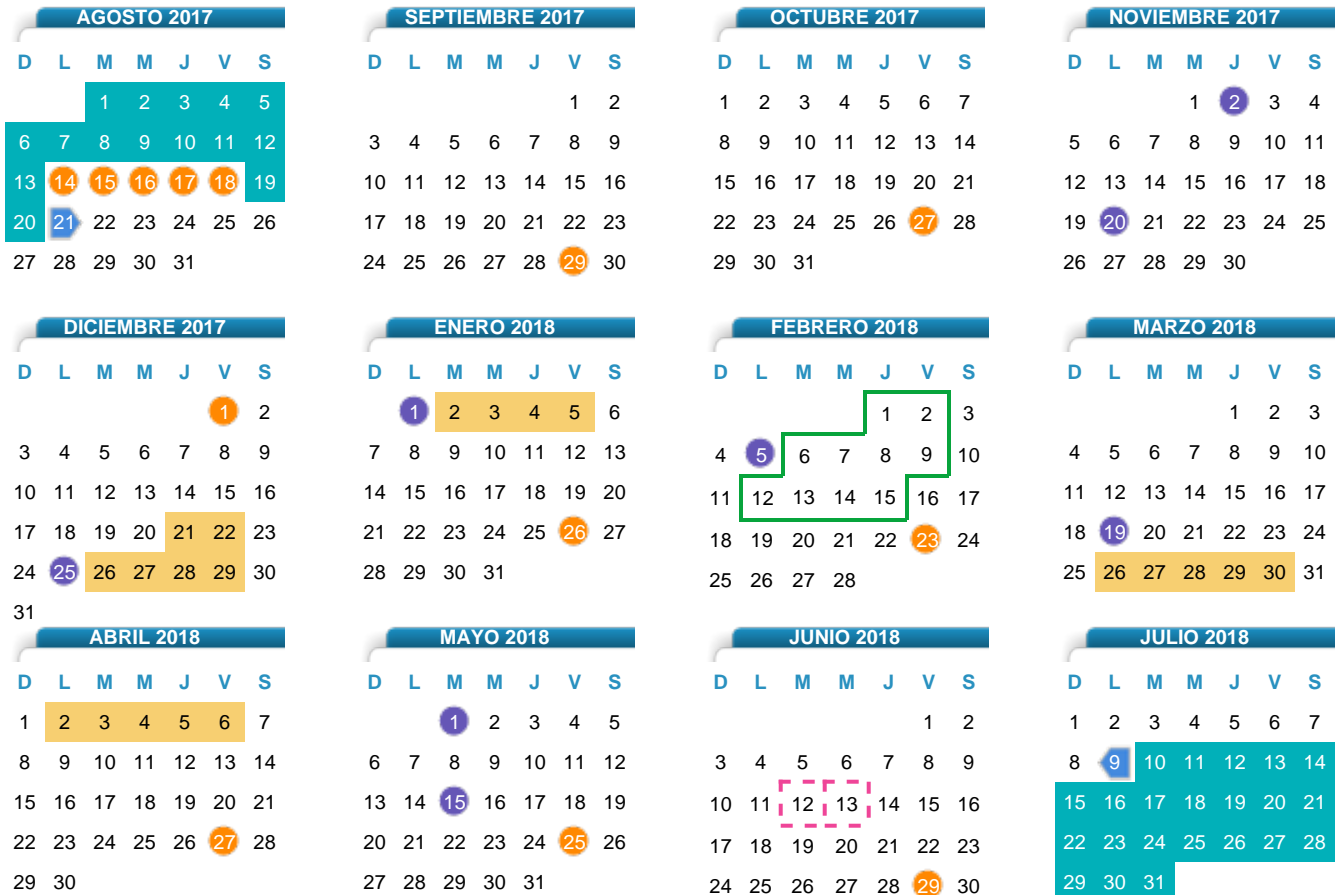 AGOSTO 2017
D L M M J V S
1 2 3 4 5
6 7 8 9 10 11 12
13 14 15 16 17 18 19
20 21 22 23 24 25 26
27 28 29 30 31
SEPTIEMBRE 2017
D L M M J V S
1 2
3 4 5 6 7 8 9
10 11 12 13 14 15 16
17 18 19 20 21 22 23
24 25 26 27 28 29 30
OCTUBRE 2017
D L M M J V S
1 2 3 4 5 6 7
8 9 10 11 12 13 14
15 16 17 18 19 20 21
22 23 24 25 26 27 28
29 30 31
NOVIEMBRE 2017
D L M M J V S
1 2 3 4
5 6 7 8 9 10 11
12 13 14 15 16 17 18
19 20 21 22 23 24 25
26 27 28 29 30
DICIEMBRE 2017
D L M M J V S
1 2
3 4 5 6 7 8 9
10 11 12 13 14 15 16
17 18 19 20 21 22 23
24 25 26 27 28 29 30
31
ENERO 2018
D L M M J V S
1 2 3 4 5 6
7 8 9 10 11 12 13
14 15 16 17 18 19 20
21 22 23 24 25 26 27
28 29 30 31
FEBRERO 2018
D L M M J V S
1 2 3
4 5 6 7 8 9 10
11 12 13 14 15 16 17
18 19 20 21 22 23 24
25 26 27 28
MARZO 2018
D L M M J V S
1 2 3
4 5 6 7 8 9 10
11 12 13 14 15 16 17
18 19 20 21 22 23 24
25 26 27 28 29 30 31
ABRIL 2018
D L M M J V S
1 2 3 4 5 6 7
8 9 10 11 12 13 14
15 16 17 18 19 20 21
22 23 24 25 26 27 28
29 30
MAYO 2018
D L M M J V S
1 2 3 4 5
6 7 8 9 10 11 12
13 14 15 16 17 18 19
20 21 22 23 24 25 26
27 28 29 30 31
JUNIO 2018
D L M M J V S
1 2
3 4 5 6 7 8 9
10 11 12 13 14 15 16
17 18 19 20 21 22 23
24 25 26 27 28 29 30
JULIO 2018
D L M M J V S
1 2 3 4 5 6 7
8 9 10 11 12 13 14
15 16 17 18 19 20 21
22 23 24 25 26 27 28
29 30 31